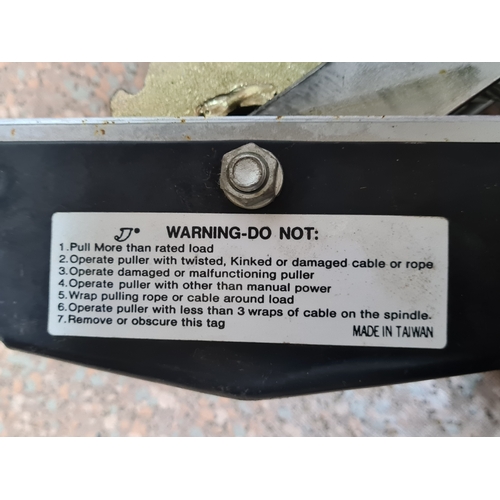 WARNING-DO NOT:
1.Pull More than rated load
2.Operate puller with twisted, Kinked or damaged cable or rope
3.Operate damaged or malfunctioning puller
4.Operate puller with other than manual power
5.Wrap pulling rope or cable around load
6.Operate puller with less than 3 wraps of cable on the spindle.
7.Remove or obscure this tag
MADE IN TAIWAN